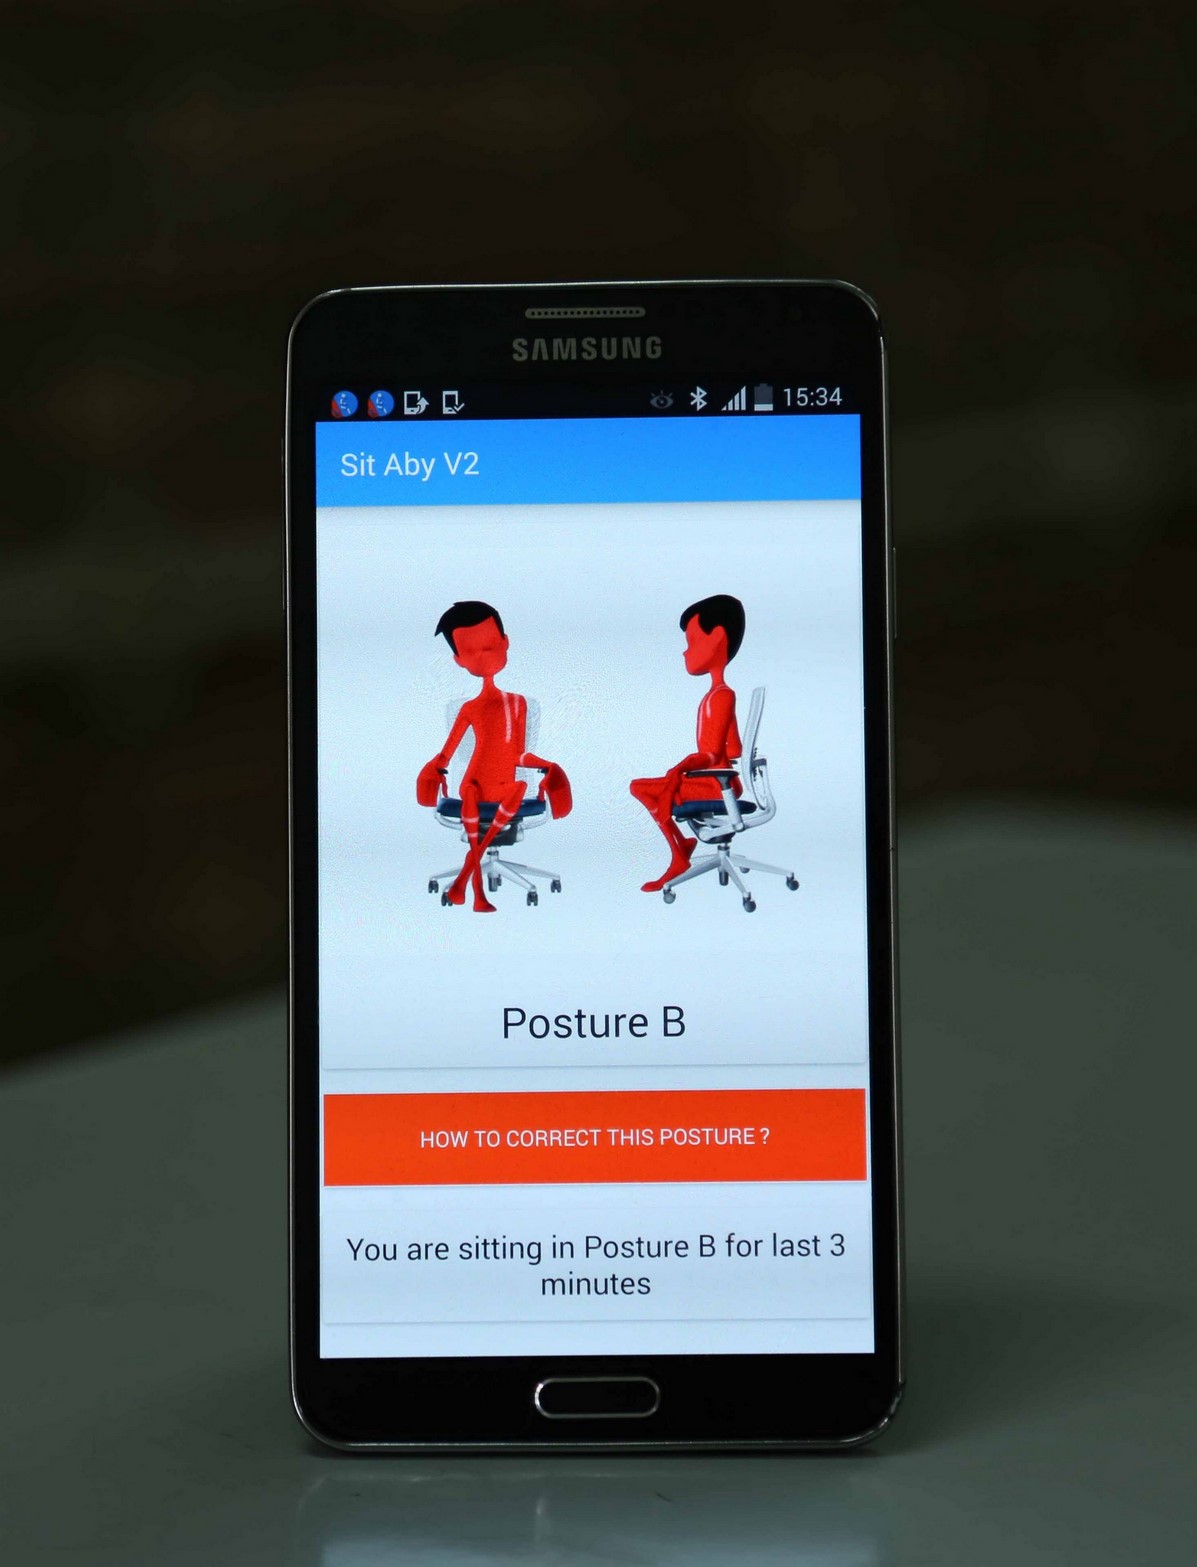 SAMSUNG
15:34
Sit Aby V2
Posture B
HOW TO CORRECT THIS POSTURE ?
You are sitting in Posture B for last 3
minutes